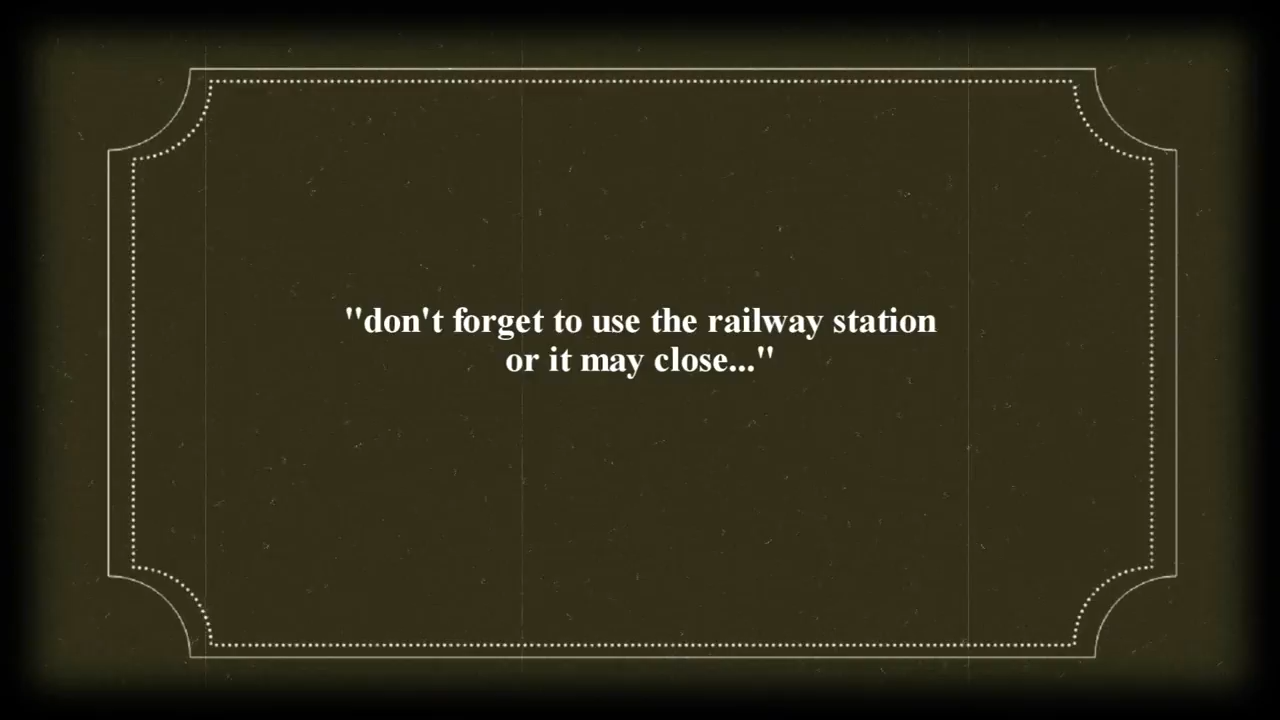 "don't forget to use the railway station
or it may close..."